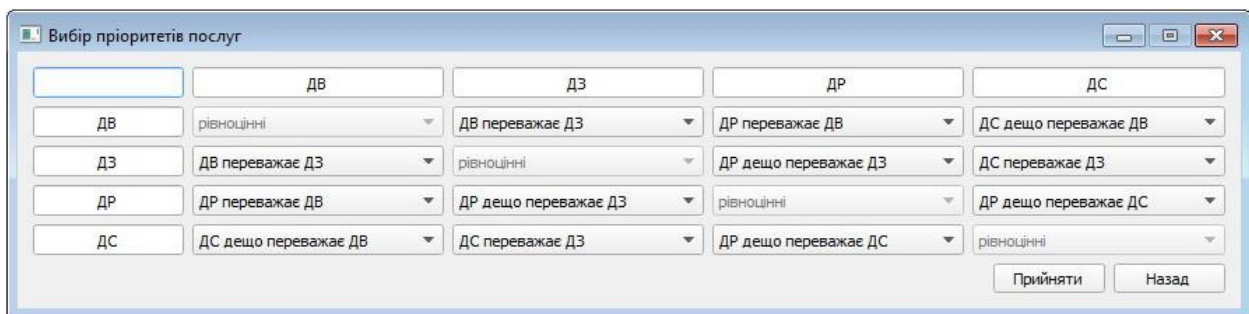 Вибір пріоритетів послуг
ДВ ДЗ ДР ДС
ДВ рівноцінні ДВ переважає ДЗ ДР переважає ДВ ДС дещо переважає ДВ
ДЗ ДВ переважає ДЗ рівноцінні ДР дещо переважає ДЗ ДС переважає ДЗ
ДР ДР переважає ДВ ДР дещо переважає ДЗ рівноцінні ДР дещо переважає ДС
ДС ДС дещо переважає ДВ ДС переважає ДЗ ДР дещо переважає ДС рівноцінні
Прийняти Назад